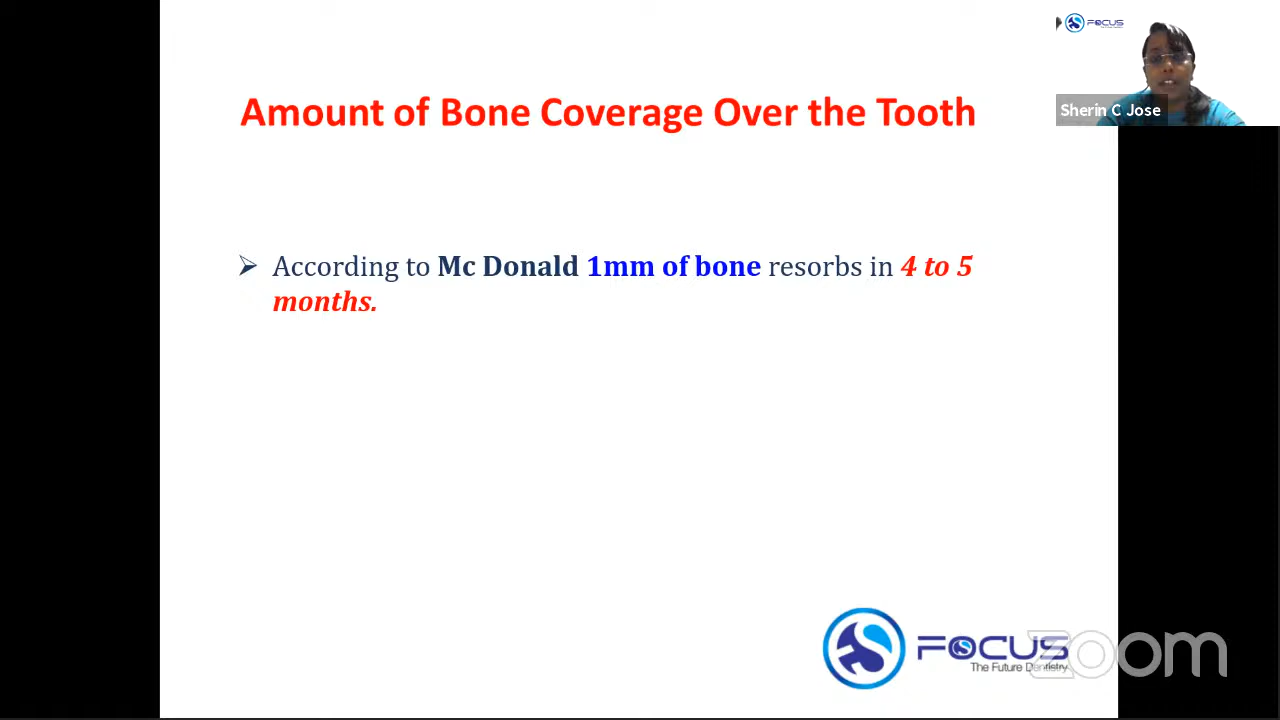 FOCUS
Amount of Bone Coverage Over the Tooth
Sherin C Jose
➢ According to Mc Donald 1mm of bone resorbs in 4 to 5
months.
FOCUS
The Future Dentistry
zoom